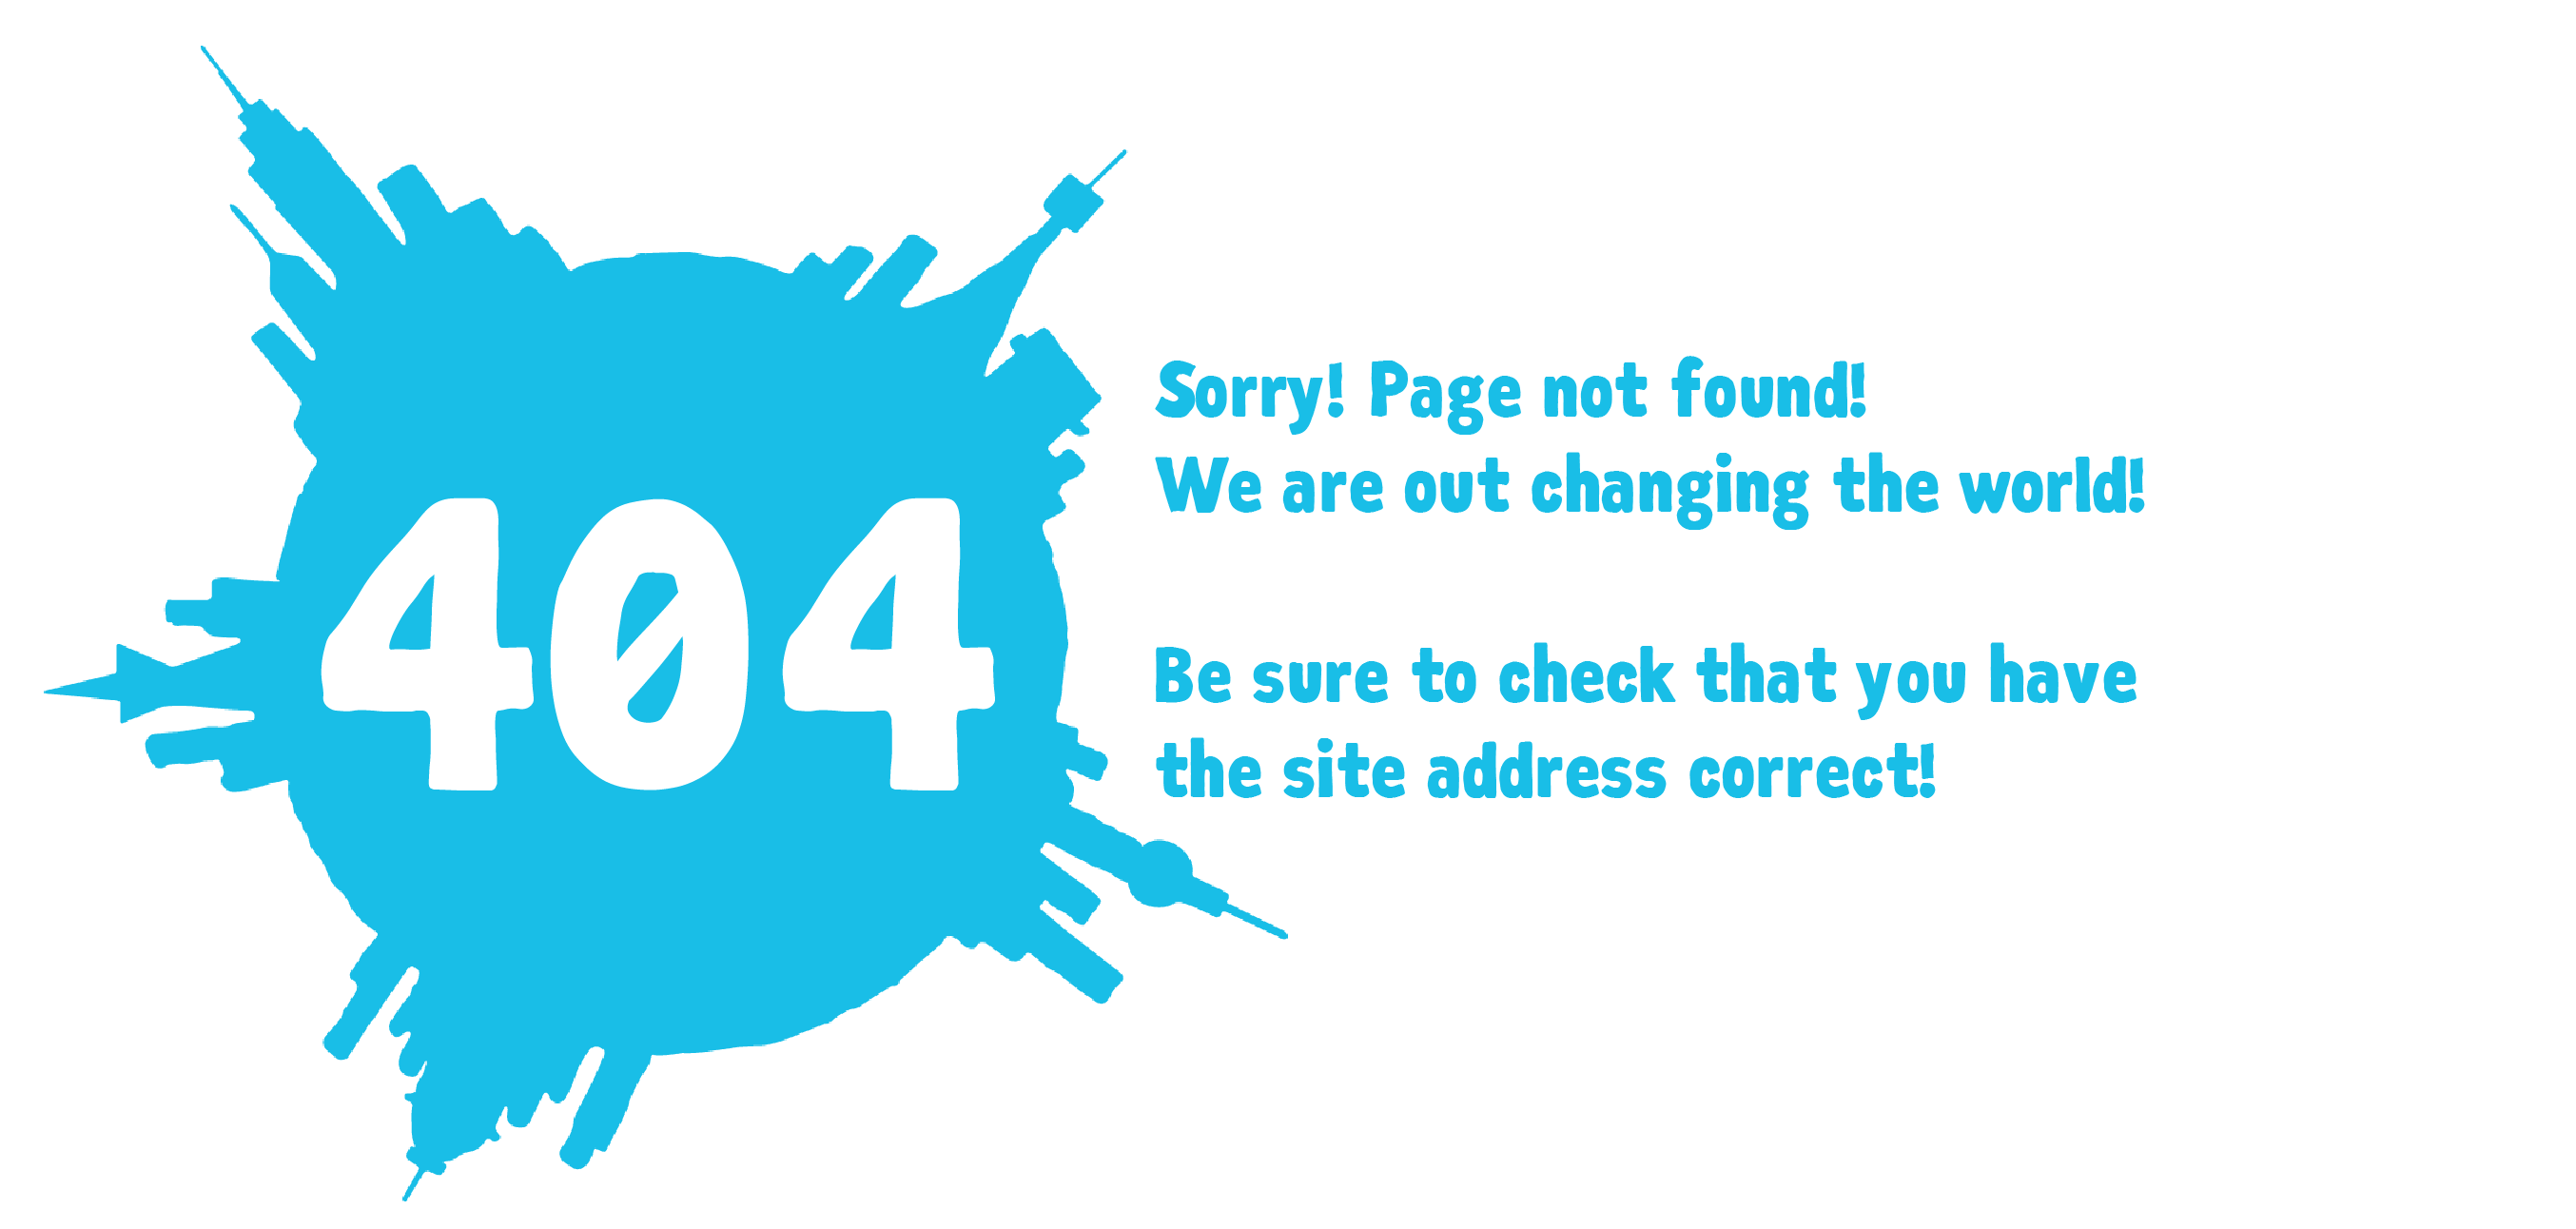 404
Sorry! Page not found!
We are out changing the world!
Be sure to check that you have
the site address correct!